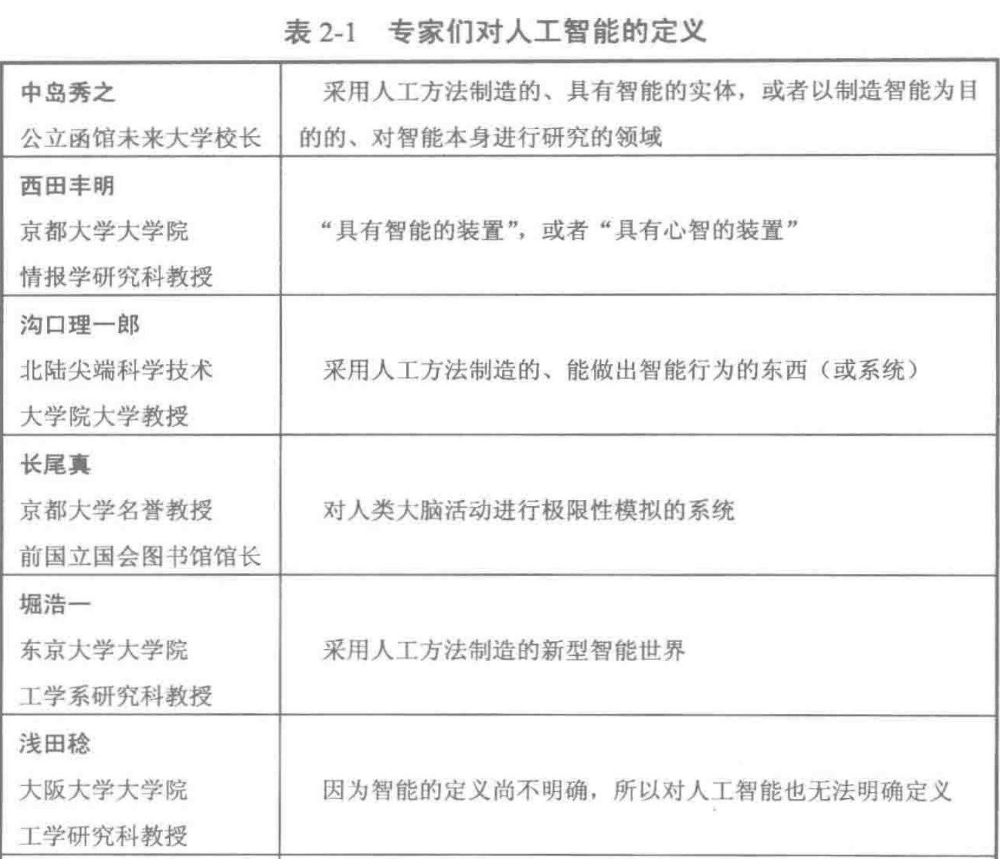 表 2-1 专家们对人工智能的定义
中岛秀之
公立函馆未来大学校长
采用人工方法制造的、具有智能的实体，或者以制造智能为目
的的、对智能本身进行研究的领域
西田丰明
京都大学大学院
情报学研究科教授
“具有智能的装置”，或者“具有心智的装置”
沟口理一郎
北陆尖端科学技术
大学院大学教授
采用人工方法制造的、能做出智能行为的东西（或系统）
长尾真
京都大学名誉教授
前国立国会图书馆馆长
对人类大脑活动进行极限性模拟的系统
堀浩一
东京大学大学院
工学系研究科教授
采用人工方法制造的新型智能世界
浅田稔
大阪大学大学院
工学研究科教授
因为智能的定义尚不明确，所以对人工智能也无法明确定义